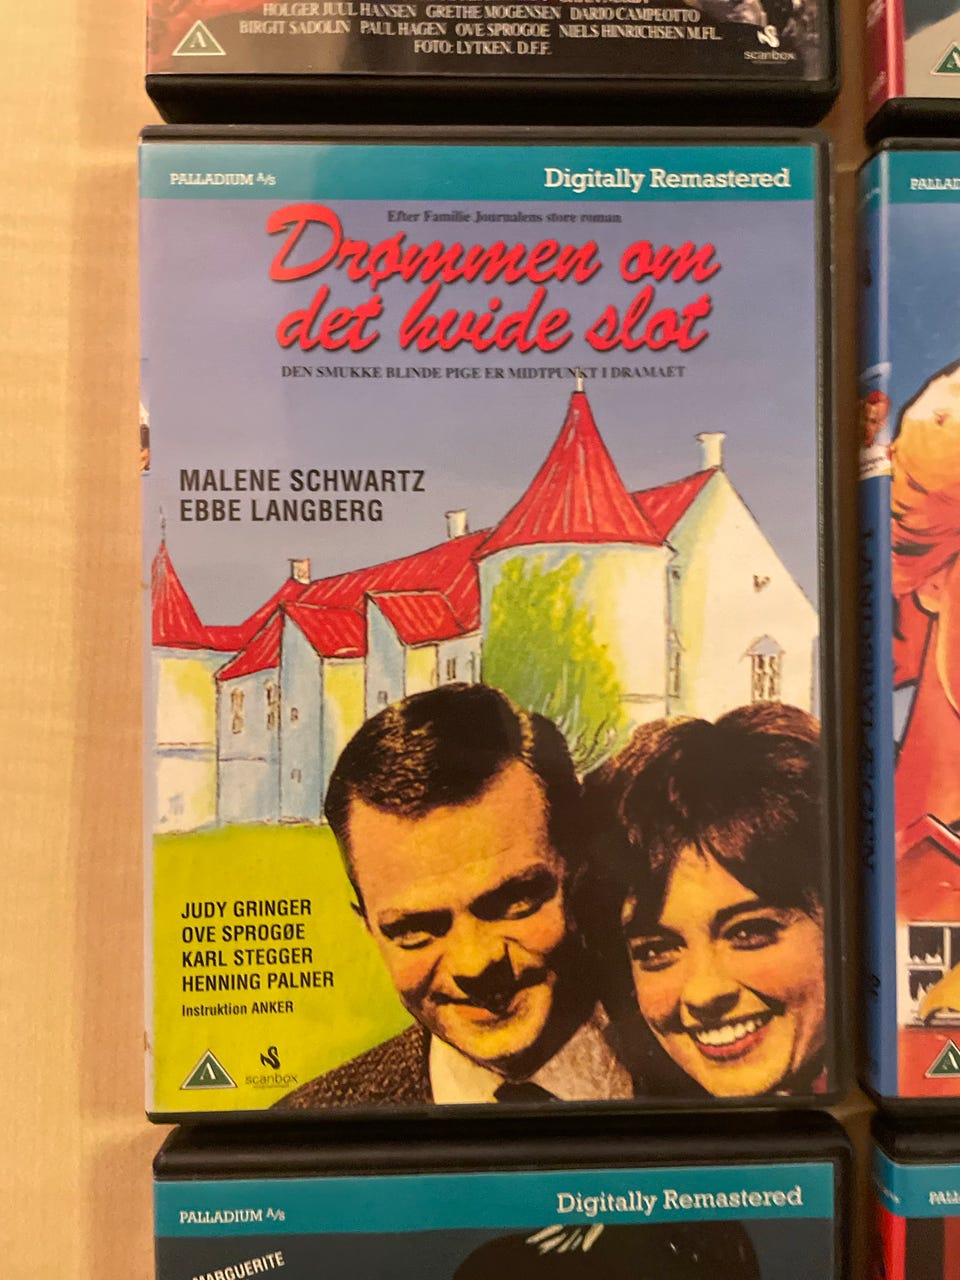 HOLGER JUUL HANSEN GRETHE MOGENSEN DARIO CAMPEOTTO
BIRGIT SADOLIN PAUL HAGEN OVE SPROGOE NIELS HINRICHSEN M.FL.
FOTO: LYTKEN. D.F.F.
A
scanbox
PALLADIUM A/S
Digitally Remastered
Efter Familie Journalens store roman
Drømmen om
det hvide slot
DEN SMUKKE BLINDE PIGE ER MIDTPUNKT I DRAMAET
MALENE SCHWARTZ
EBBE LANGBERG
JUDY GRINGER
OVE SPROGØE
KARL STEGGER
HENNING PALNER
Instruktion ANKER
A
scanbox
PALLADIUM A/S
Digitally Remastered
MARGUERITE
A
A